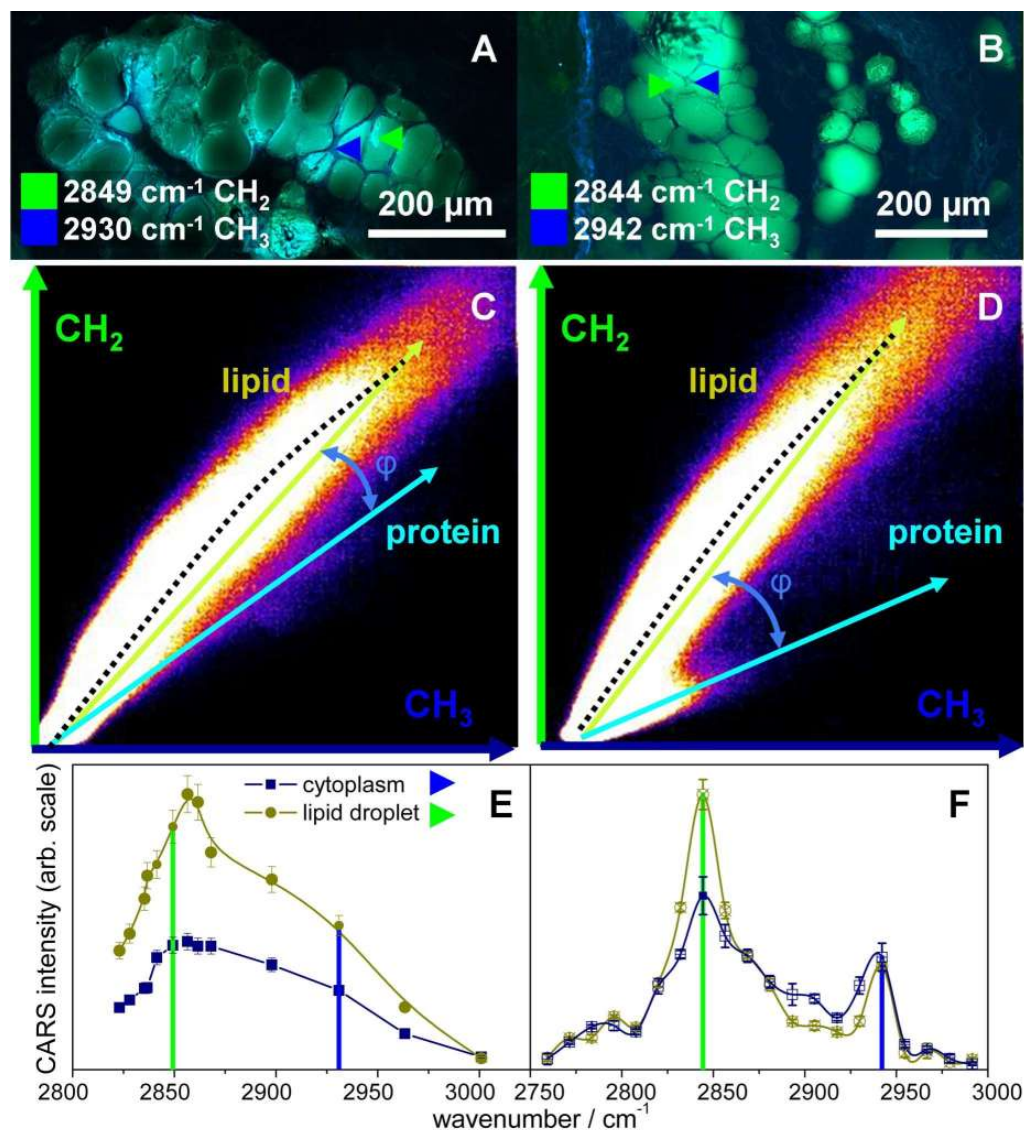 A
2849 cm⁻¹ CH₂
2930 cm⁻¹ CH₃
200 µm
B
2844 cm⁻¹ CH₂
2942 cm⁻¹ CH₃
200 µm
C
CH₂
lipid
φ
protein
CH₃
D
CH₂
lipid
φ
protein
CH₃
CARS intensity (arb. scale)
cytoplasm
lipid droplet
E
F
2800 2850 2900 2950 3000
2750 2800 2850 2900 2950 3000
wavenumber / cm⁻¹